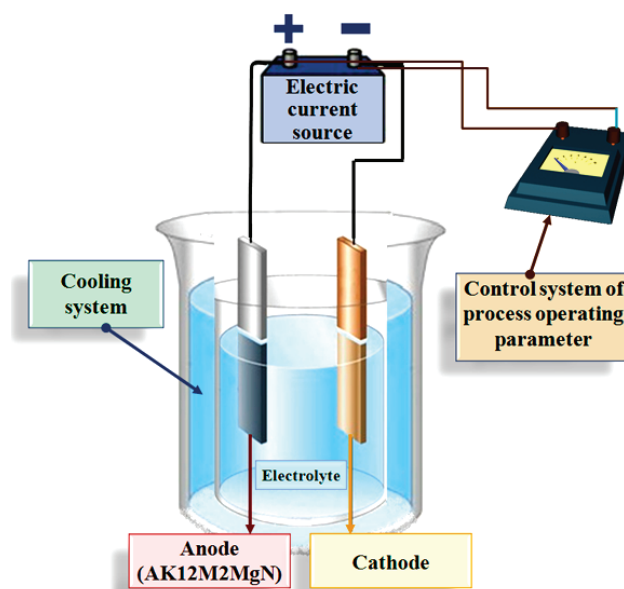 + −
Electric
current
source
Cooling
system
Control system of
process operating
parameter
Electrolyte
Anode
(AK12M2MgN)
Cathode